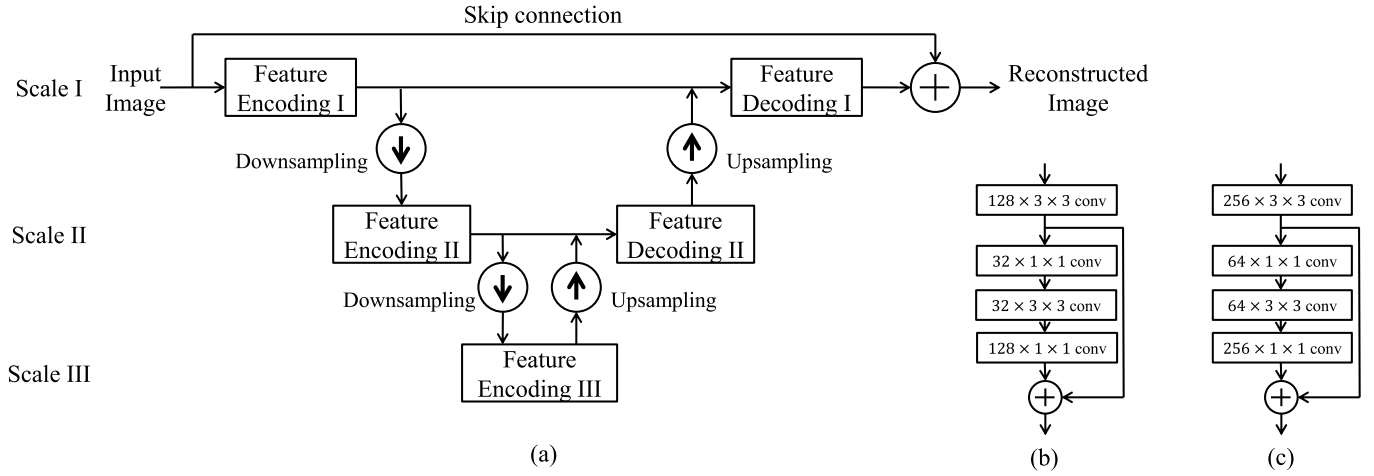 Skip connection
Scale I
Input
Image
Feature
Encoding I
Feature
Decoding I
Reconstructed
Image
Downsampling
Upsampling
Scale II
Feature
Encoding II
Feature
Decoding II
Downsampling
Upsampling
Scale III
Feature
Encoding III
(a)
128 × 3 × 3 conv
32 × 1 × 1 conv
32 × 3 × 3 conv
128 × 1 × 1 conv
(b)
256 × 3 × 3 conv
64 × 1 × 1 conv
64 × 3 × 3 conv
256 × 1 × 1 conv
(c)